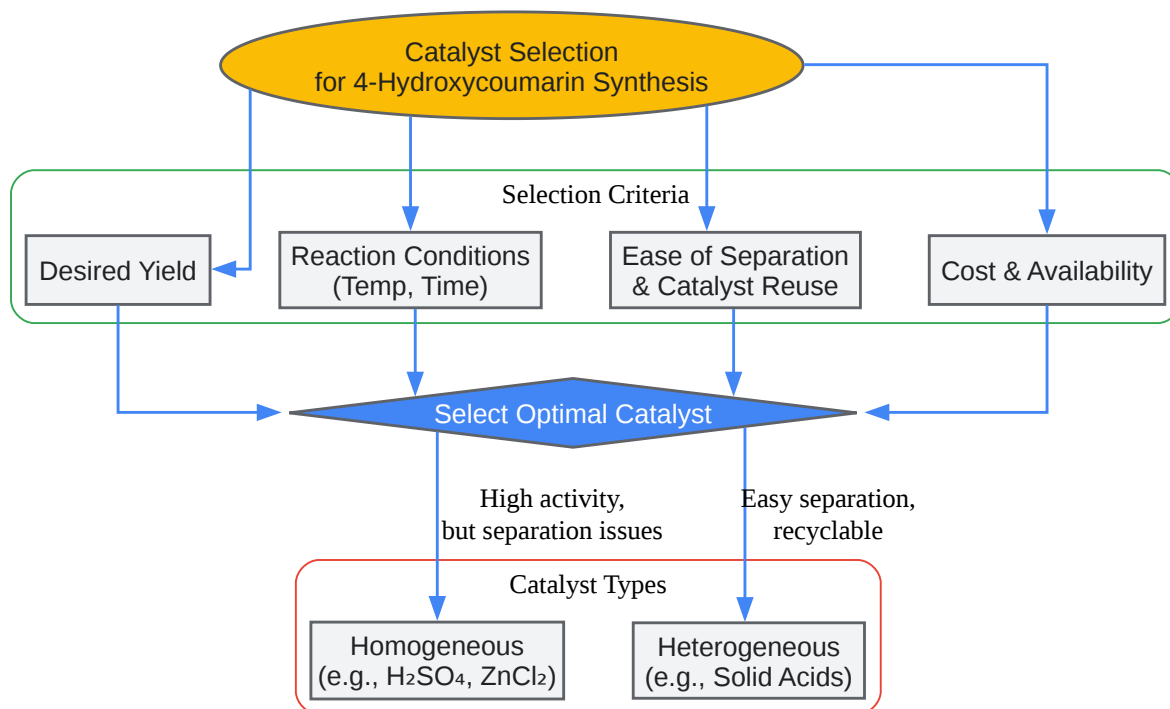 Catalyst Selection
for 4-Hydroxycoumarin Synthesis
Selection Criteria
Desired Yield
Reaction Conditions
(Temp, Time)
Ease of Separation
& Catalyst Reuse
Cost & Availability
Select Optimal Catalyst
High activity,
but separation issues
Easy separation,
recyclable
Catalyst Types
Homogeneous
(e.g., H₂SO₄, ZnCl₂)
Heterogeneous
(e.g., Solid Acids)